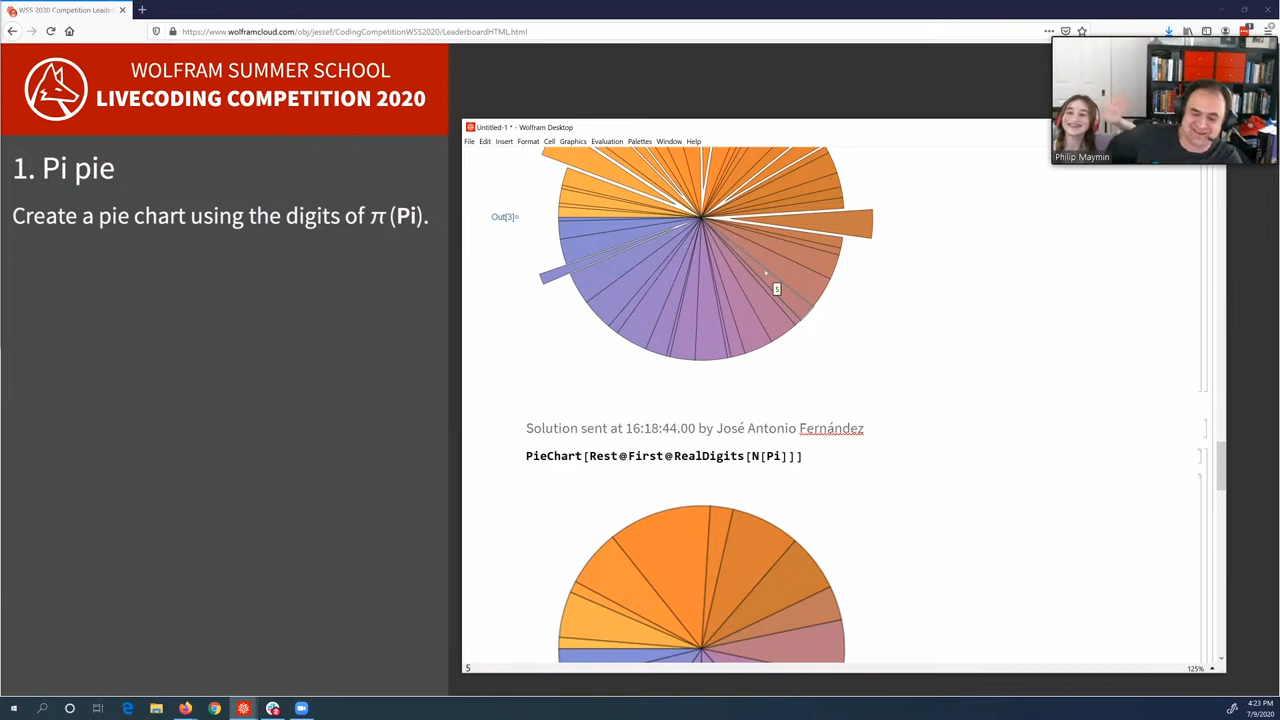 WSS 2020 Competition Leader
https://www.wolframcloud.com/obj/jessef/CodingCompetitionWSS2020/LeaderboardHTML.html
WOLFRAM SUMMER SCHOOL
LIVECODING COMPETITION 2020
1. Pi pie
Create a pie chart using the digits of π (Pi).
Untitled-1 * - Wolfram Desktop
File Edit Insert Format Cell Graphics Evaluation Palettes Window Help
Philip Maymin
Out[3]=
5
Solution sent at 16:18:44.00 by José Antonio Fernández
PieChart[Rest@First@RealDigits[N[Pi]]]
5
125%
4:23 PM
7/9/2020